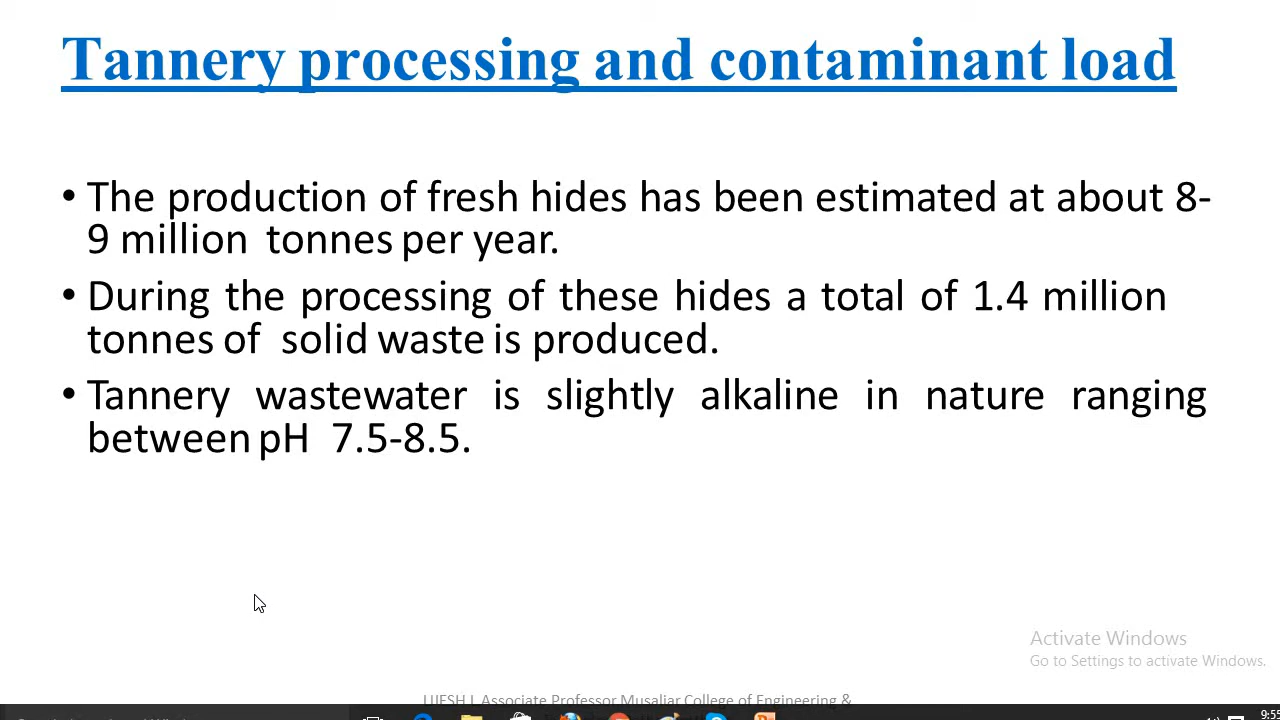 Tannery processing and contaminant load
• The production of fresh hides has been estimated at about 8-
9 million tonnes per year.
• During the processing of these hides a total of 1.4 million
tonnes of solid waste is produced.
• Tannery wastewater is slightly alkaline in nature ranging
between pH 7.5-8.5.
Activate Windows
Go to Settings to activate Windows.
Associate Professor Musaliar College of Engineering &
9:55